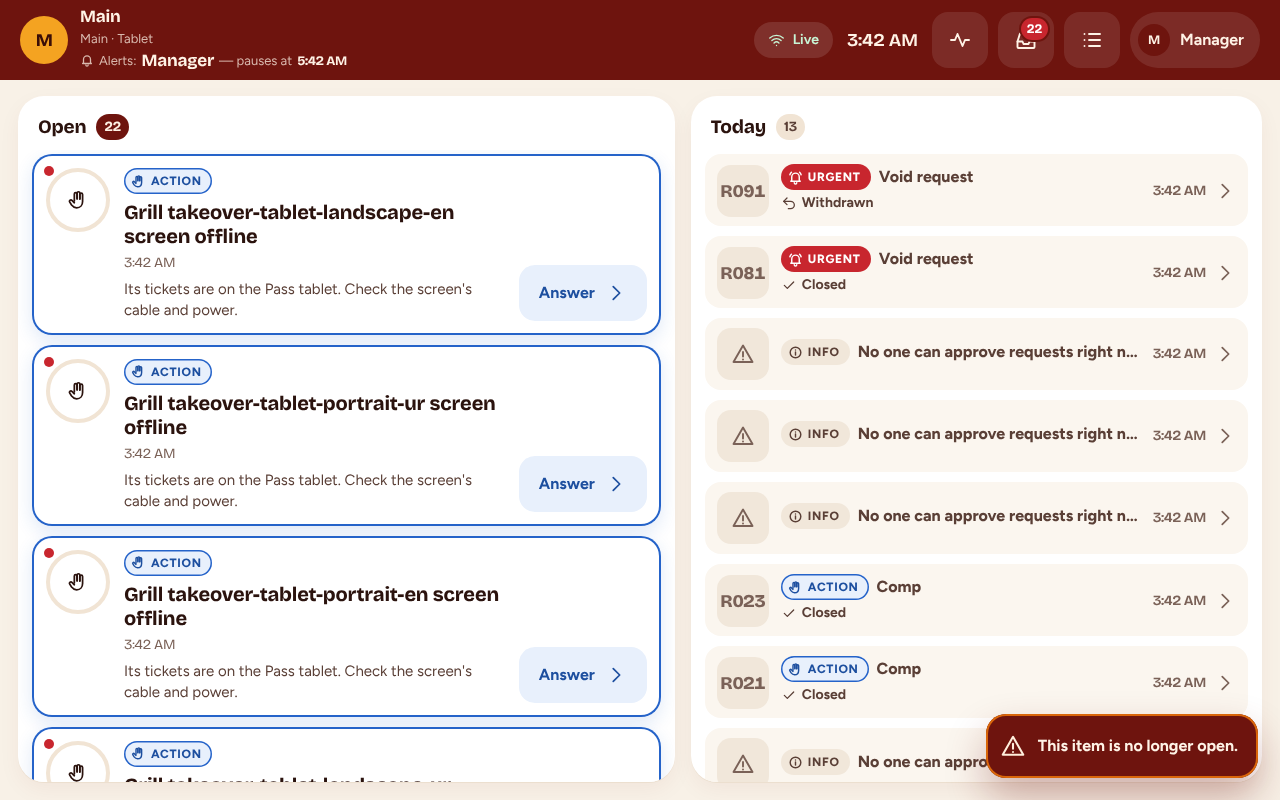 M
Main
Main · Tablet
Alerts: Manager — pauses at 5:42 AM
Live
3:42 AM
22
M
Manager
Open 22
ACTION
Grill takeover-tablet-landscape-en
screen offline
3:42 AM
Its tickets are on the Pass tablet. Check the screen's
cable and power.
Answer
ACTION
Grill takeover-tablet-portrait-ur screen
offline
3:42 AM
Its tickets are on the Pass tablet. Check the screen's
cable and power.
Answer
ACTION
Grill takeover-tablet-portrait-en screen
offline
3:42 AM
Its tickets are on the Pass tablet. Check the screen's
cable and power.
Answer
ACTION
Today 13
R091
URGENT Void request
Withdrawn
3:42 AM
R081
URGENT Void request
Closed
3:42 AM
INFO No one can approve requests right n... 3:42 AM
INFO No one can approve requests right n... 3:42 AM
INFO No one can approve requests right n... 3:42 AM
R023
ACTION Comp
Closed
3:42 AM
R021
ACTION Comp
Closed
3:42 AM
INFO No one can
This item is no longer open.